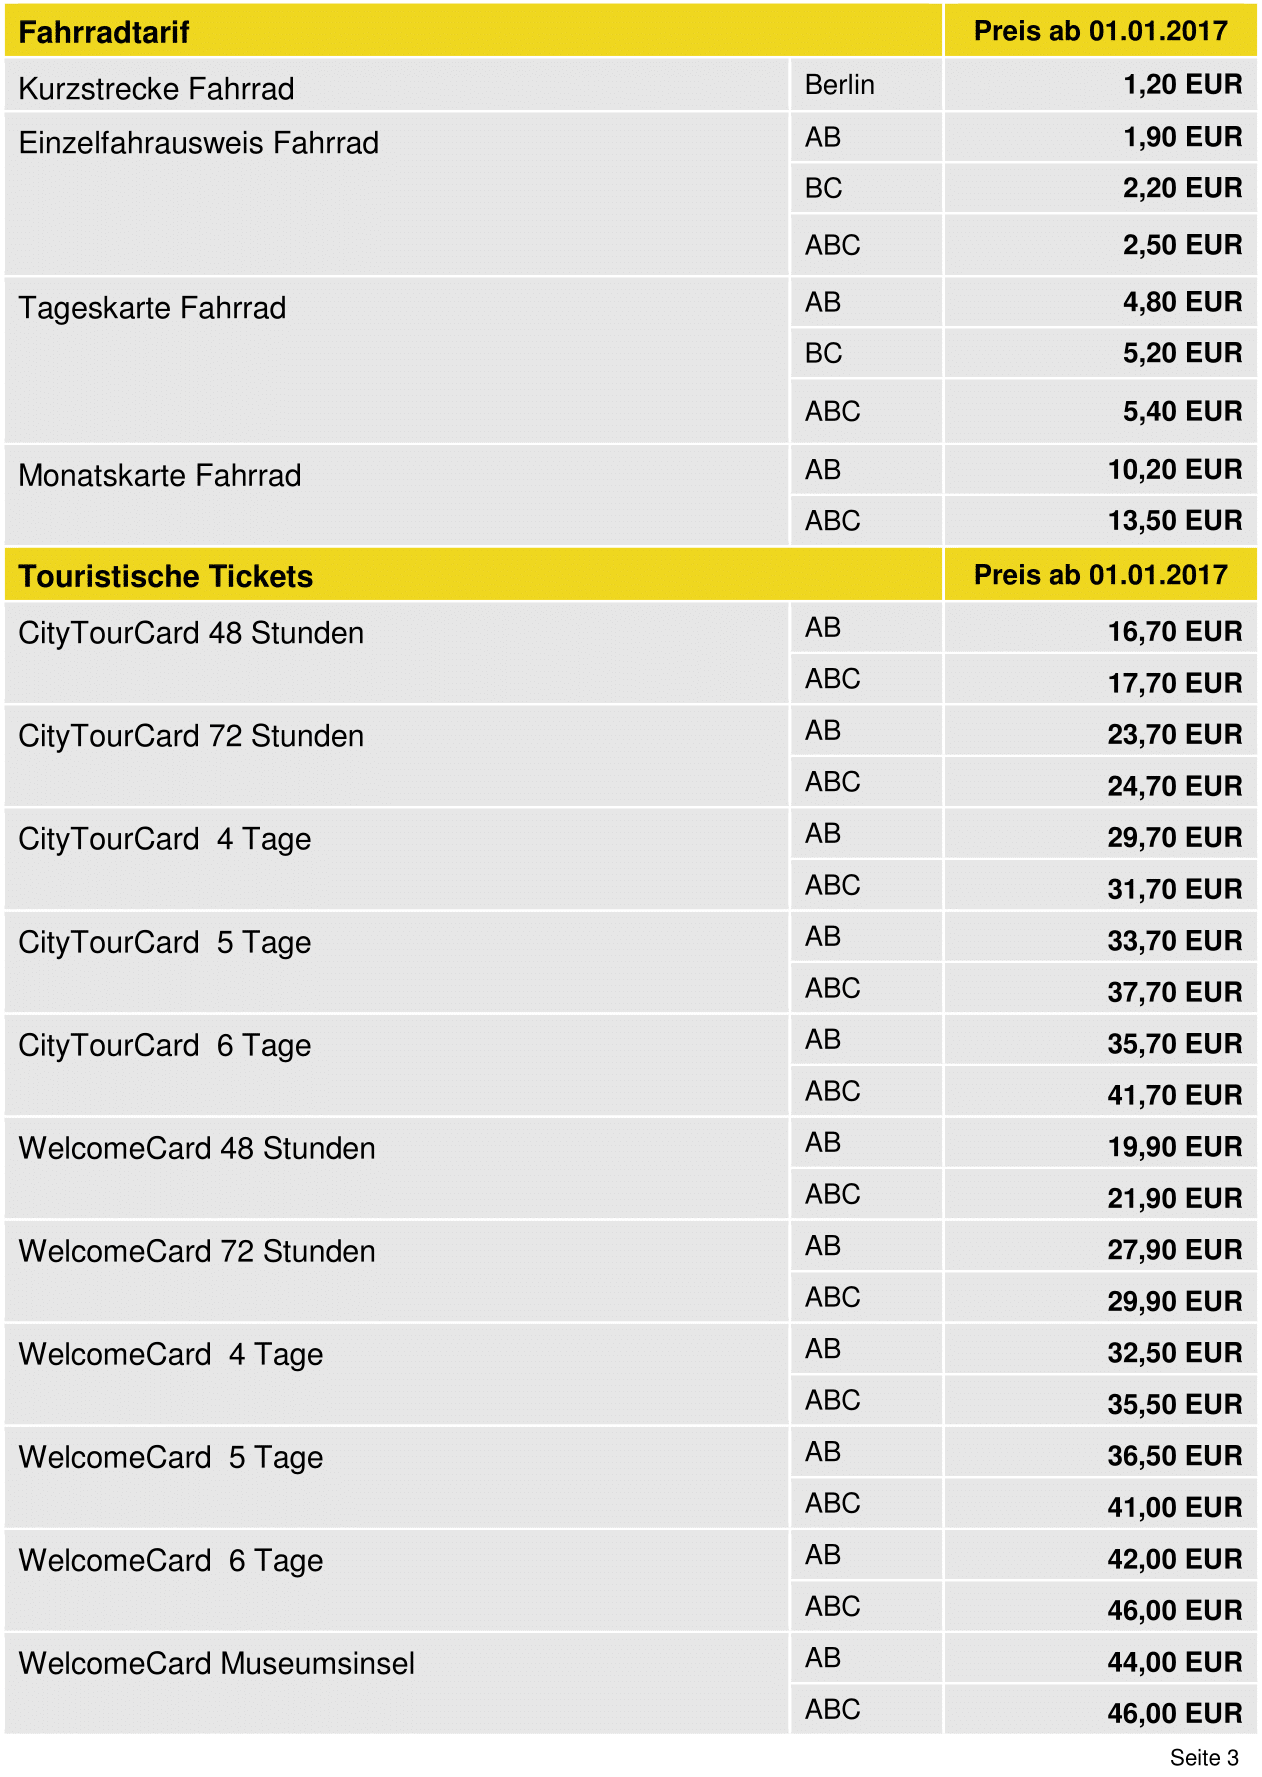 Fahrradtarif Preis ab 01.01.2017
Kurzstrecke Fahrrad Berlin 1,20 EUR
Einzelfahrausweis Fahrrad AB 1,90 EUR
BC 2,20 EUR
ABC 2,50 EUR
Tageskarte Fahrrad AB 4,80 EUR
BC 5,20 EUR
ABC 5,40 EUR
Monatskarte Fahrrad AB 10,20 EUR
ABC 13,50 EUR
Touristische Tickets Preis ab 01.01.2017
CityTourCard 48 Stunden AB 16,70 EUR
ABC 17,70 EUR
CityTourCard 72 Stunden AB 23,70 EUR
ABC 24,70 EUR
CityTourCard  4 Tage AB 29,70 EUR
ABC 31,70 EUR
CityTourCard  5 Tage AB 33,70 EUR
ABC 37,70 EUR
CityTourCard  6 Tage AB 35,70 EUR
ABC 41,70 EUR
WelcomeCard 48 Stunden AB 19,90 EUR
ABC 21,90 EUR
WelcomeCard 72 Stunden AB 27,90 EUR
ABC 29,90 EUR
WelcomeCard  4 Tage AB 32,50 EUR
ABC 35,50 EUR
WelcomeCard  5 Tage AB 36,50 EUR
ABC 41,00 EUR
WelcomeCard  6 Tage AB 42,00 EUR
ABC 46,00 EUR
WelcomeCard Museumsinsel AB 44,00 EUR
ABC 46,00 EUR
Seite 3